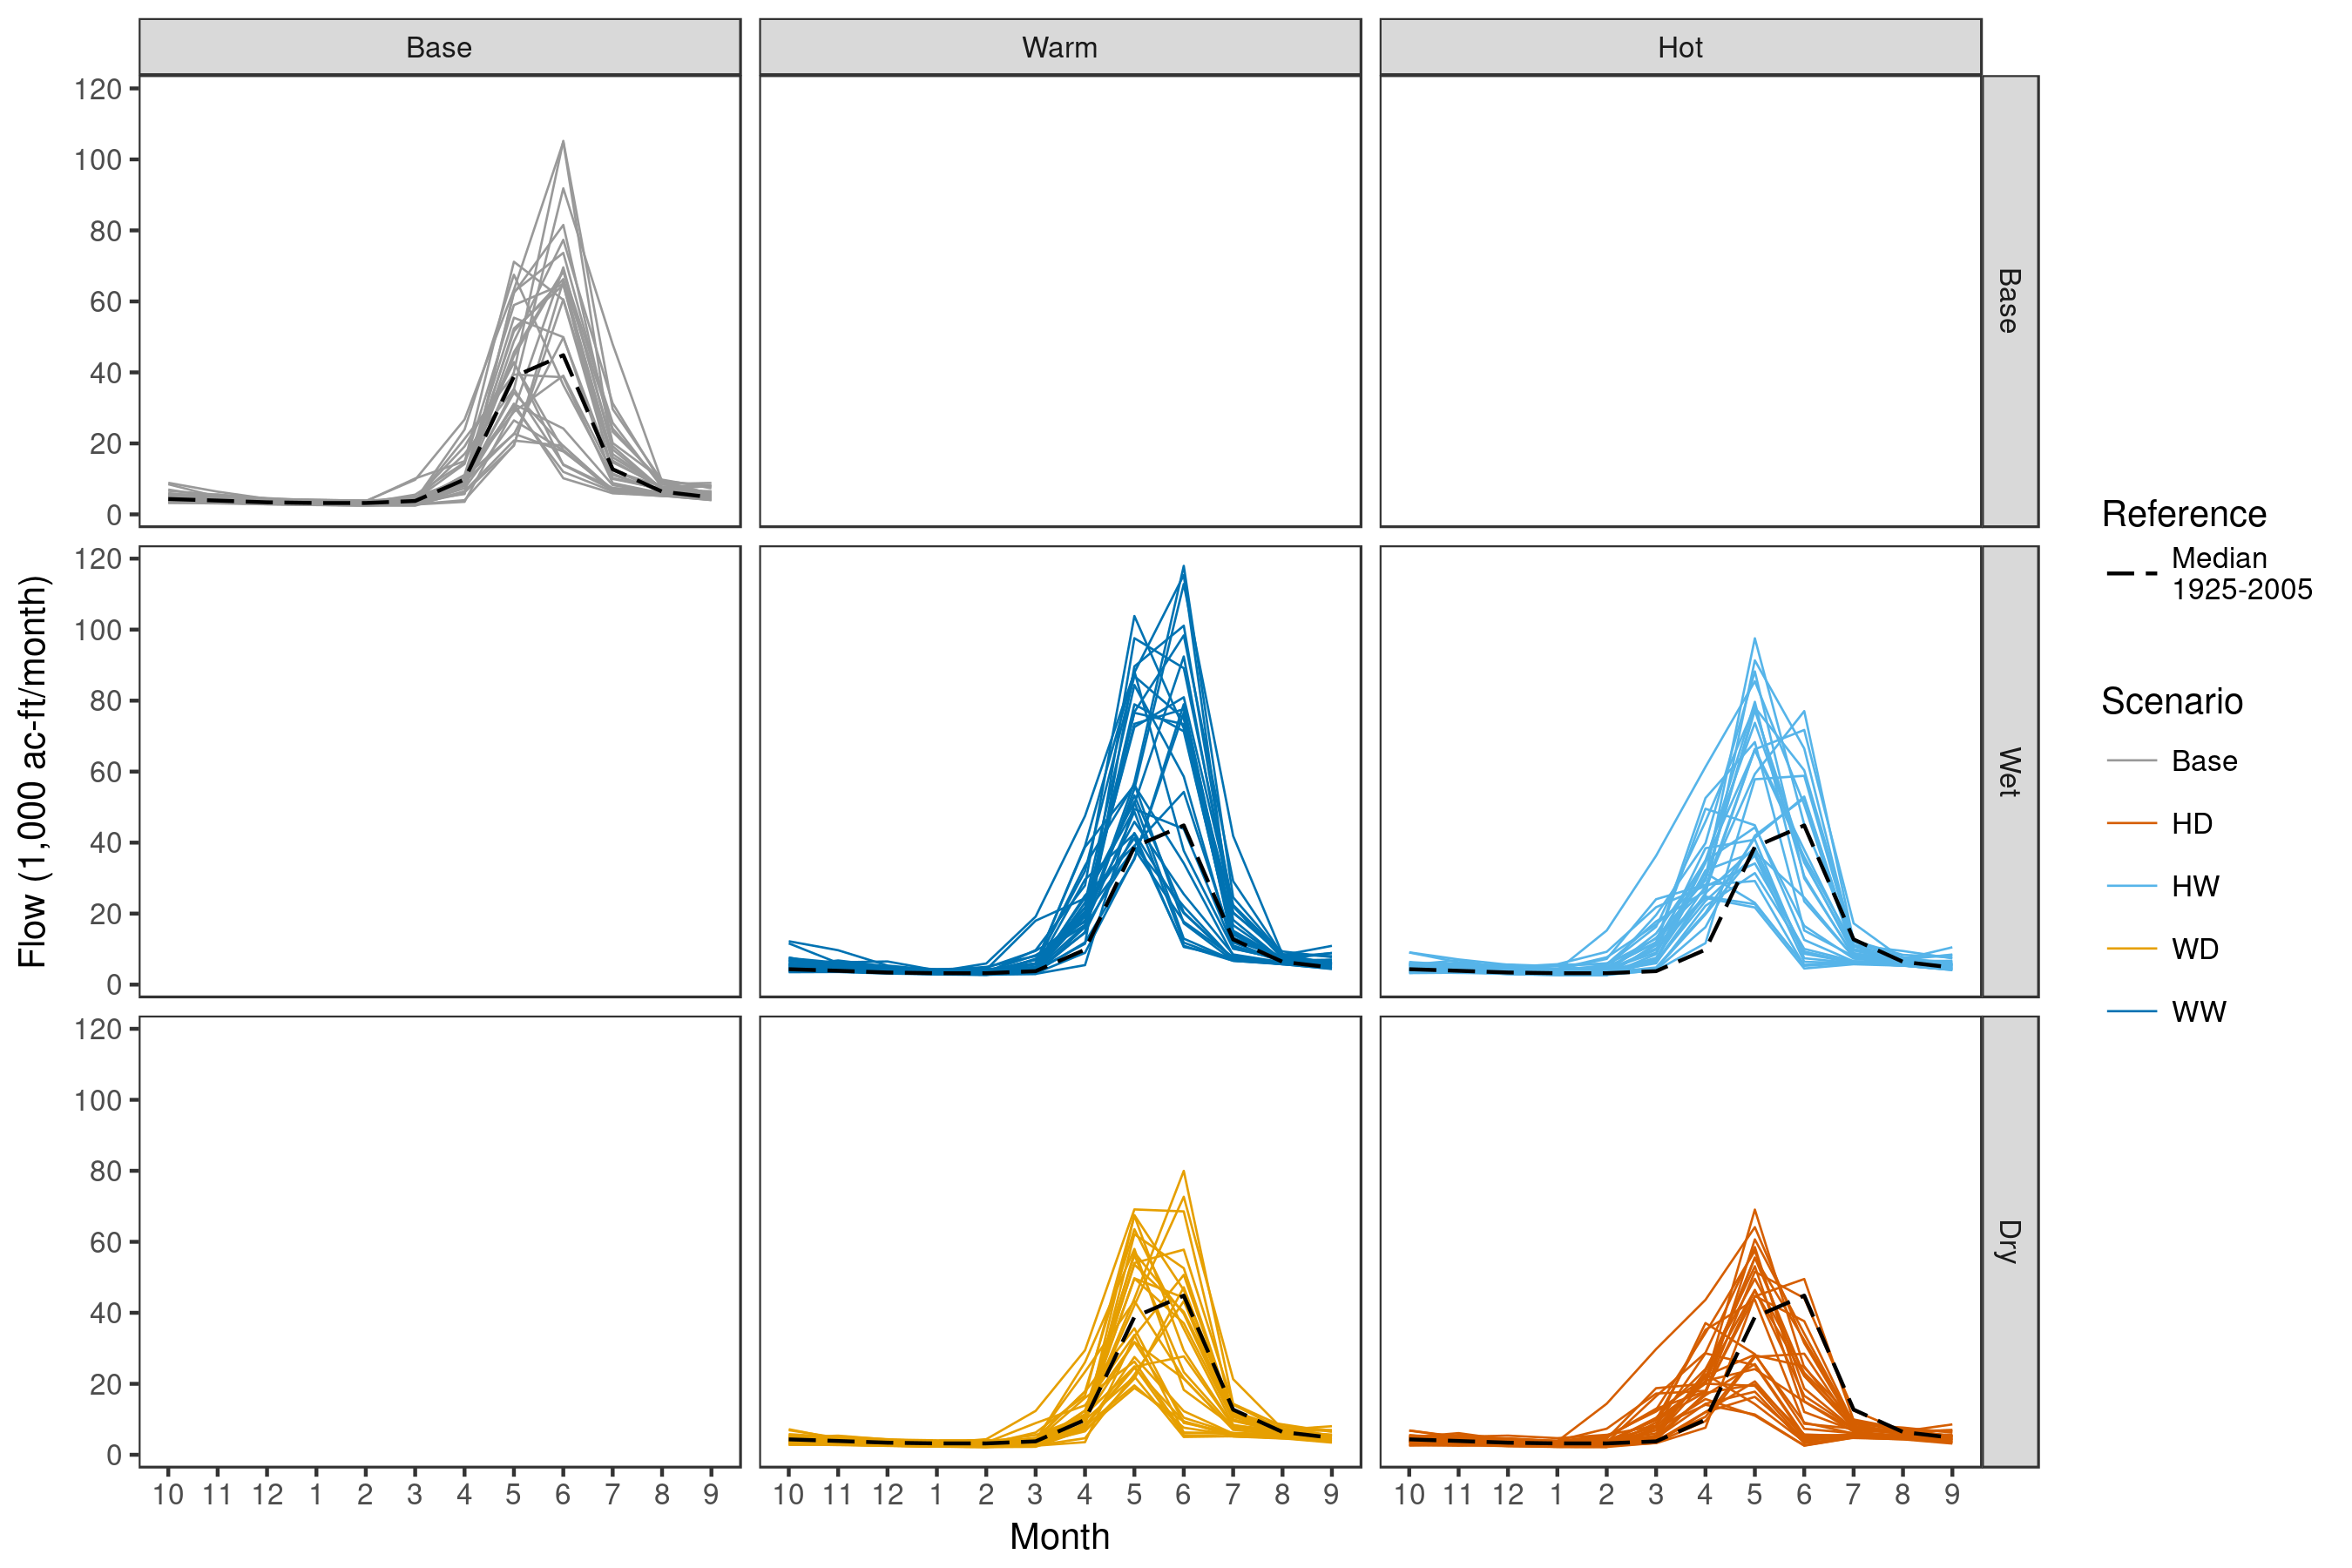 Base Warm Hot
120
100
80
60
40
20
0
Base
120
100
80
60
40
20
0
Wet
120
100
80
60
40
20
0
Dry
10 11 12 1 2 3 4 5 6 7 8 9
10 11 12 1 2 3 4 5 6 7 8 9
10 11 12 1 2 3 4 5 6 7 8 9
Month
Flow (1,000 ac-ft/month)
Reference
Median
1925-2005
Scenario
Base
HD
HW
WD
WW